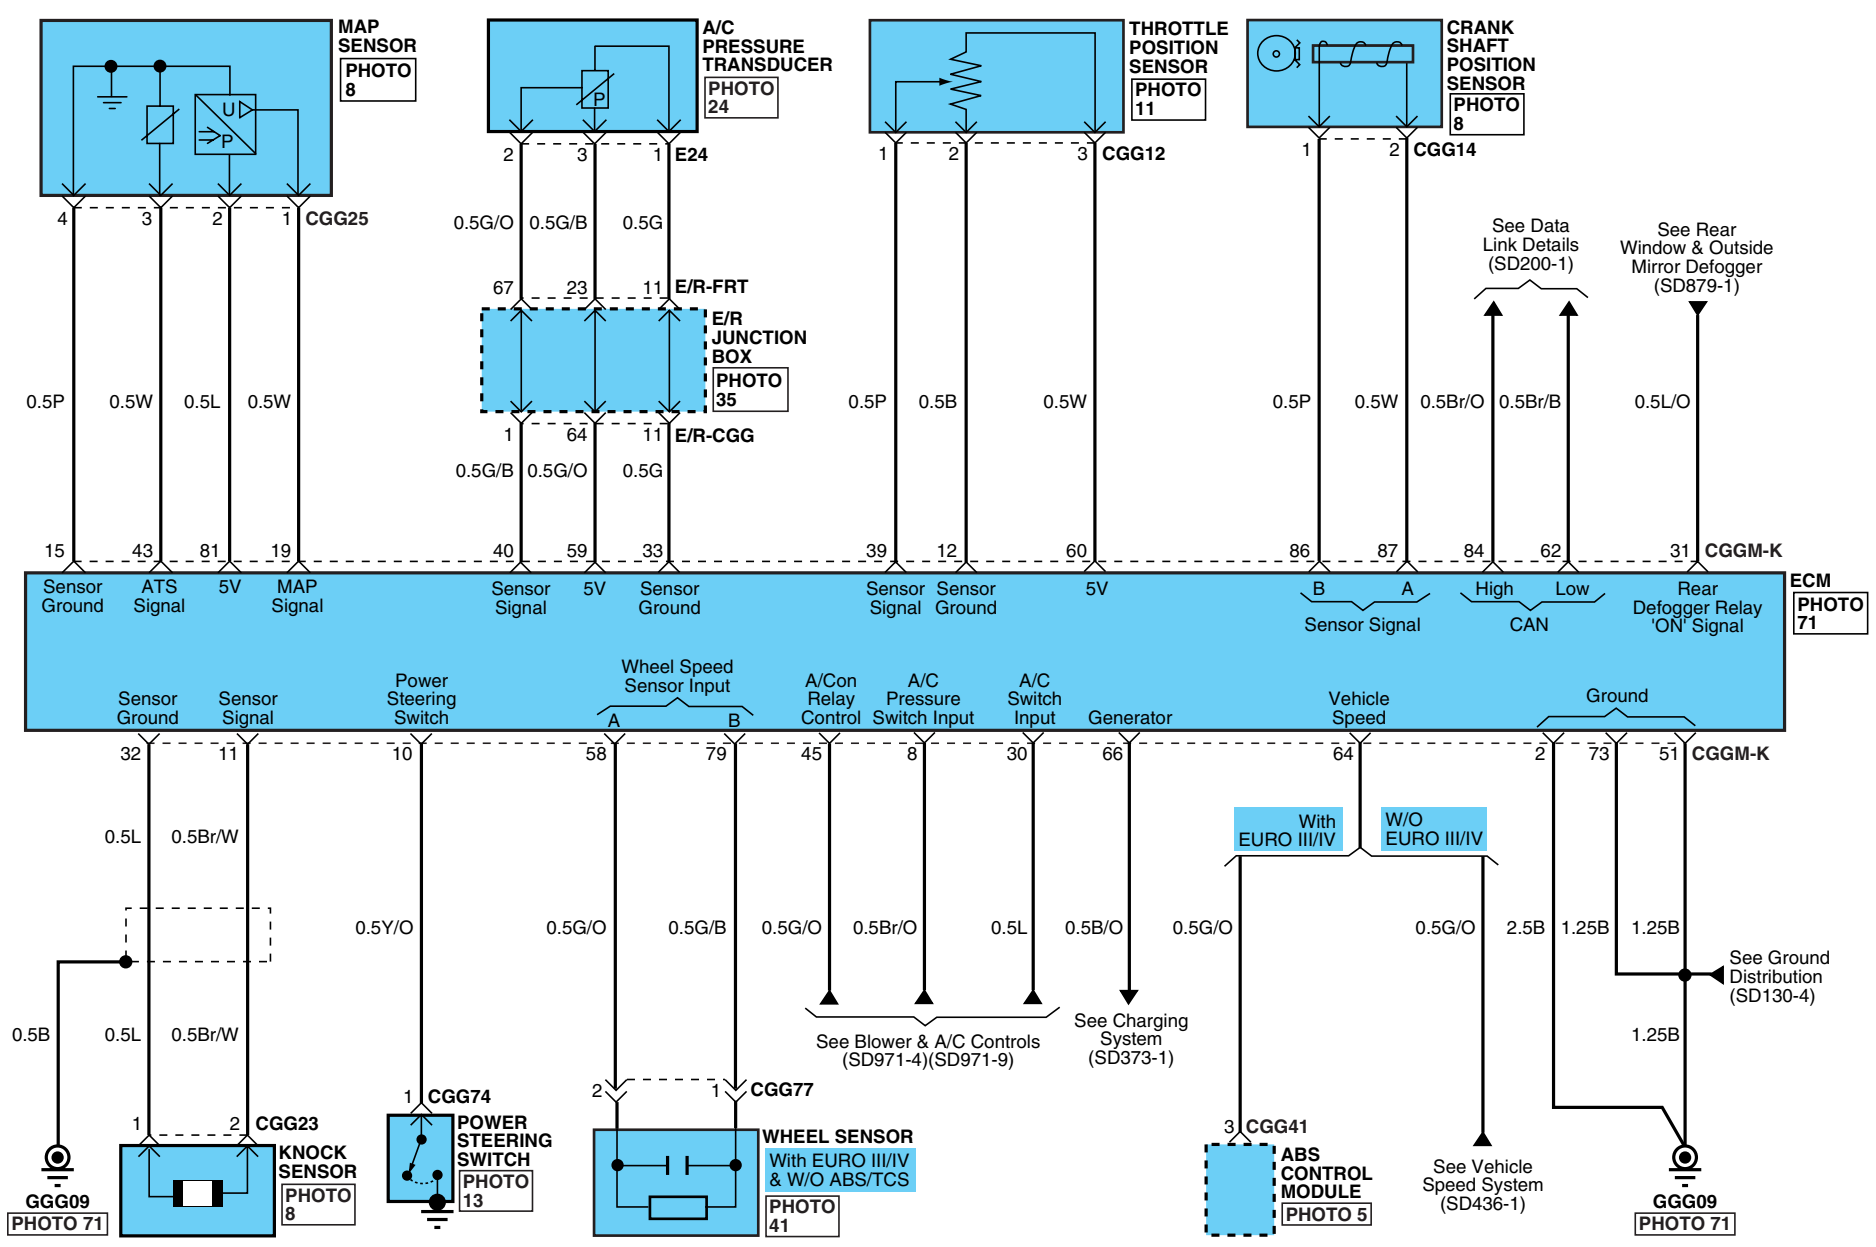 MAP
SENSOR
PHOTO
8
U
P
4 3 2 1 CGG25
A/C
PRESSURE
TRANSDUCER
PHOTO
24
P
2 3 1 E24
THROTTLE
POSITION
SENSOR
PHOTO
11
1 2 3 CGG12
CRANK
SHAFT
POSITION
SENSOR
PHOTO
8
1 2 CGG14
0.5G/O 0.5G/B 0.5G
67 23 11 E/R-FRT
E/R
JUNCTION
BOX
PHOTO
35
1 64 11 E/R-CGG
0.5G/B 0.5G/O 0.5G
See Data
Link Details
(SD200-1)
See Rear
Window & Outside
Mirror Defogger
(SD879-1)
0.5P 0.5W 0.5L 0.5W
0.5P 0.5B 0.5W
0.5P 0.5W 0.5Br/O 0.5Br/B 0.5L/O
15 43 81 19 40 59 33 39 12 60 86 87 84 62 31 CGGM-K
ECM
PHOTO
71
Sensor
Ground
ATS
Signal
5V
MAP
Signal
Sensor
Signal
5V
Sensor
Ground
Sensor
Signal
Sensor
Ground
5V
B A
Sensor Signal
High Low
CAN
Rear
Defogger Relay
'ON' Signal
Sensor
Ground
Sensor
Signal
Power
Steering
Switch
Wheel Speed
Sensor Input
A B
A/Con
Relay
Control
A/C
Pressure
Switch Input
A/C
Switch
Input
Generator
Vehicle
Speed
Ground
32 11 10 58 79 45 8 30 66 64 2 73 51 CGGM-K
With
EURO III/IV
W/O
EURO III/IV
0.5L 0.5Br/W
0.5Y/O 0.5G/O 0.5G/B 0.5G/O 0.5Br/O 0.5L 0.5B/O 0.5G/O 0.5G/O 2.5B 1.25B 1.25B
See Ground
Distribution
(SD130-4)
0.5B 0.5L 0.5Br/W
1.25B
See Blower & A/C Controls
(SD971-4)(SD971-9)
See Charging
System
(SD373-1)
1 2 CGG23
KNOCK
SENSOR
PHOTO
8
GGG09
PHOTO 71
1 CGG74
POWER
STEERING
SWITCH
PHOTO
13
2 1 CGG77
WHEEL SENSOR
With EURO III/IV
& W/O ABS/TCS
PHOTO
41
3 CGG41
ABS
CONTROL
MODULE
PHOTO 5
See Vehicle
Speed System
(SD436-1)
GGG09
PHOTO 71